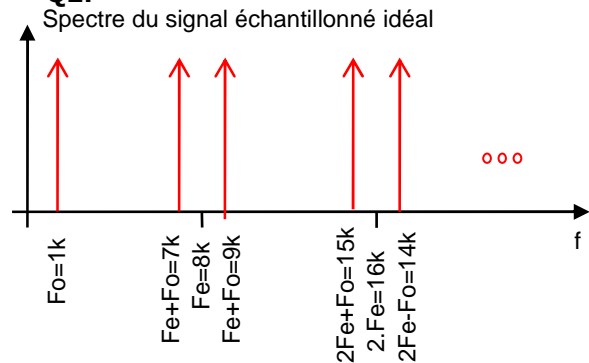 Spectre du signal échantillonné idéal
Fo=1k
Fe+Fo=7k
Fe=8k
Fe+Fo=9k
2Fe+Fo=15k
2.Fe=16k
2Fe-Fo=14k
f